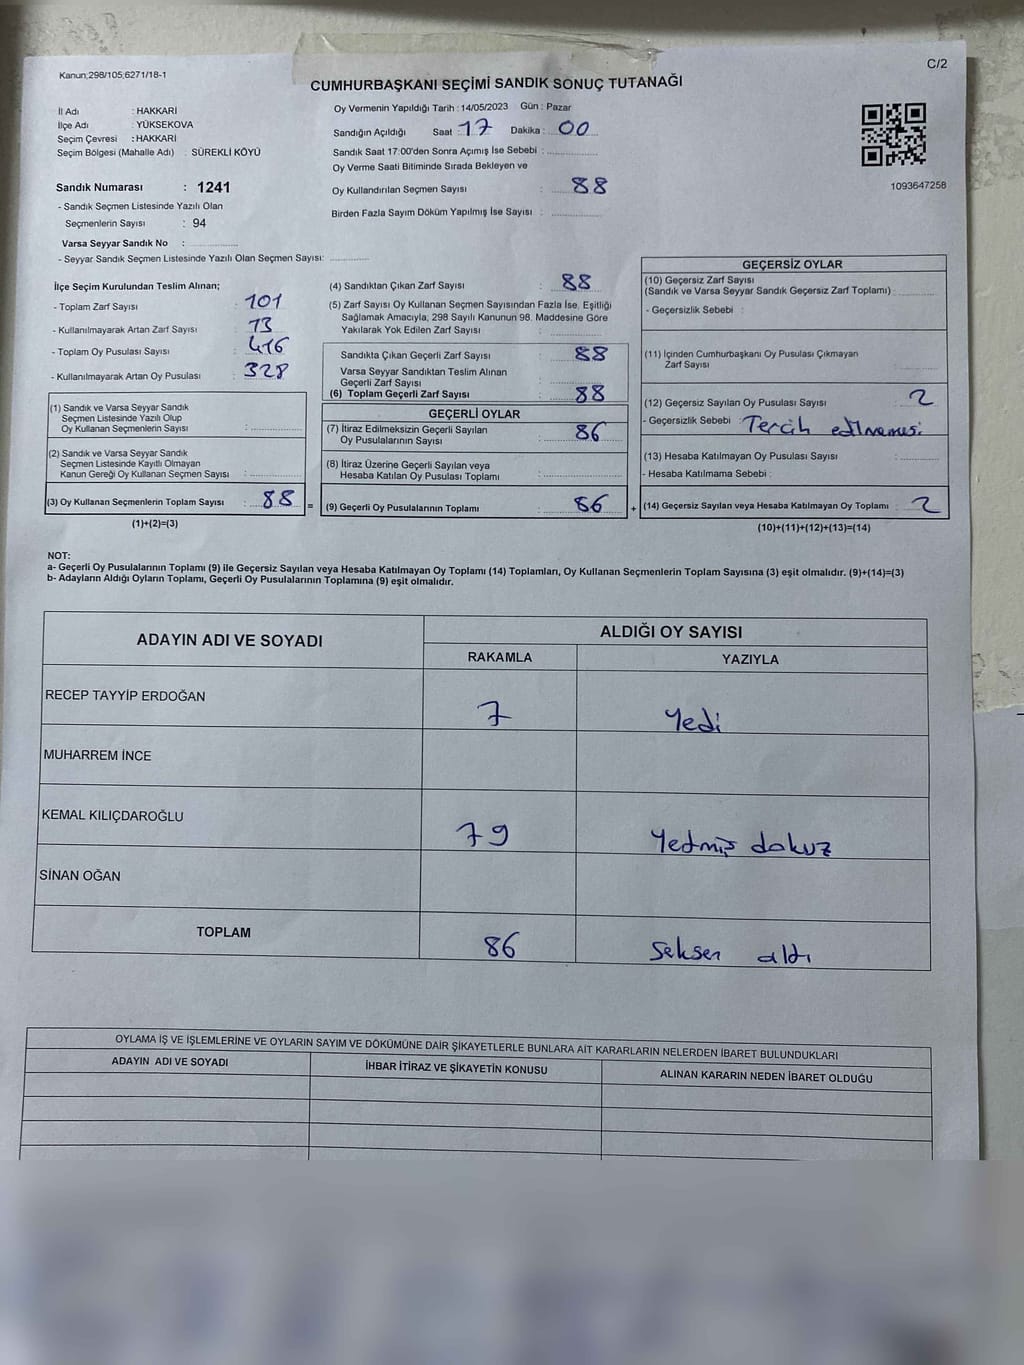 C/2
Kanun;298/105;6271/18-1
CUMHURBAŞKANI SEÇİMİ SANDIK SONUÇ TUTANAĞI
İl Adı : HAKKARİ
İlçe Adı : YÜKSEKOVA
Seçim Çevresi : HAKKARİ
Seçim Bölgesi (Mahalle Adı) : SÜREKLİ KÖYÜ
Sandık Numarası : 1241
- Sandık Seçmen Listesinde Yazılı Olan
Seçmenlerin Sayısı : 94
Varsa Seyyar Sandık No :
- Seyyar Sandık Seçmen Listesinde Yazılı Olan Seçmen Sayısı:
Oy Vermenin Yapıldığı Tarih : 14/05/2023 Gün : Pazar
Sandığın Açıldığı Saat : 17 Dakika : 00
Sandık Saat 17:00'den Sonra Açımış İse Sebebi :
Oy Verme Saati Bitiminde Sırada Bekleyen ve
Oy Kullandırılan Seçmen Sayısı : 88
Birden Fazla Sayım Döküm Yapılmış İse Sayısı :
1093647258
İlçe Seçim Kurulundan Teslim Alınan;
- Toplam Zarf Sayısı : 101
- Kullanılmayarak Artan Zarf Sayısı : 13
- Toplam Oy Pusulası Sayısı : 416
- Kullanılmayarak Artan Oy Pusulası : 328
(1) Sandık ve Varsa Seyyar Sandık
Seçmen Listesinde Yazılı Olup
Oy Kullanan Seçmenlerin Sayısı :
(2) Sandık ve Varsa Seyyar Sandık
Seçmen Listesinde Kayıtlı Olmayan
Kanun Gereği Oy Kullanan Seçmen Sayısı :
(3) Oy Kullanan Seçmenlerin Toplam Sayısı : 88 =
(1)+(2)=(3)
(4) Sandıktan Çıkan Zarf Sayısı : 88
(5) Zarf Sayısı Oy Kullanan Seçmen Sayısından Fazla İse, Eşitliği
Sağlamak Amacıyla; 298 Sayılı Kanunun 98. Maddesine Göre
Yakılarak Yok Edilen Zarf Sayısı :
Sandıkta Çıkan Geçerli Zarf Sayısı : 88
Varsa Seyyar Sandıktan Teslim Alınan
Geçerli Zarf Sayısı :
(6) Toplam Geçerli Zarf Sayısı : 88
GEÇERLİ OYLAR
(7) İtiraz Edilmeksizin Geçerli Sayılan
Oy Pusulalarının Sayısı : 86
(8) İtiraz Üzerine Geçerli Sayılan veya
Hesaba Katılan Oy Pusulası Toplamı :
(9) Geçerli Oy Pusulalarının Toplamı : 86 +
GEÇERSİZ OYLAR
(10) Geçersiz Zarf Sayısı
(Sandık ve Varsa Seyyar Sandık Geçersiz Zarf Toplamı) :
- Geçersizlik Sebebi :
(11) İçinden Cumhurbaşkanı Oy Pusulası Çıkmayan
Zarf Sayısı :
(12) Geçersiz Sayılan Oy Pusulası Sayısı : 2
- Geçersizlik Sebebi : Tercih edilmemesi
(13) Hesaba Katılmayan Oy Pusulası Sayısı :
- Hesaba Katılmama Sebebi :
(14) Geçersiz Sayılan veya Hesaba Katılmayan Oy Toplamı : 2
(10)+(11)+(12)+(13)=(14)
NOT:
a- Geçerli Oy Pusulalarının Toplamı (9) ile Geçersiz Sayılan veya Hesaba Katılmayan Oy Toplamı (14) Toplamları, Oy Kullanan Seçmenlerin Toplam Sayısına (3) eşit olmalıdır. (9)+(14)=(3)
b- Adayların Aldığı Oyların Toplamı, Geçerli Oy Pusulalarının Toplamına (9) eşit olmalıdır.
ADAYIN ADI VE SOYADI ALDIĞI OY SAYISI
RAKAMLA YAZIYLA
RECEP TAYYİP ERDOĞAN 7 Yedi
MUHARREM İNCE
KEMAL KILIÇDAROĞLU 79 Yetmiş dokuz
SİNAN OĞAN
TOPLAM 86 Seksen altı
OYLAMA İŞ VE İŞLEMLERİNE VE OYLARIN SAYIM VE DÖKÜMÜNE DAİR ŞİKAYETLERLE BUNLARA AİT KARARLARIN NELERDEN İBARET BULUNDUKLARI
ADAYIN ADI VE SOYADI İHBAR İTİRAZ VE ŞİKAYETİN KONUSU ALINAN KARARIN NEDEN İBARET OLDUĞU